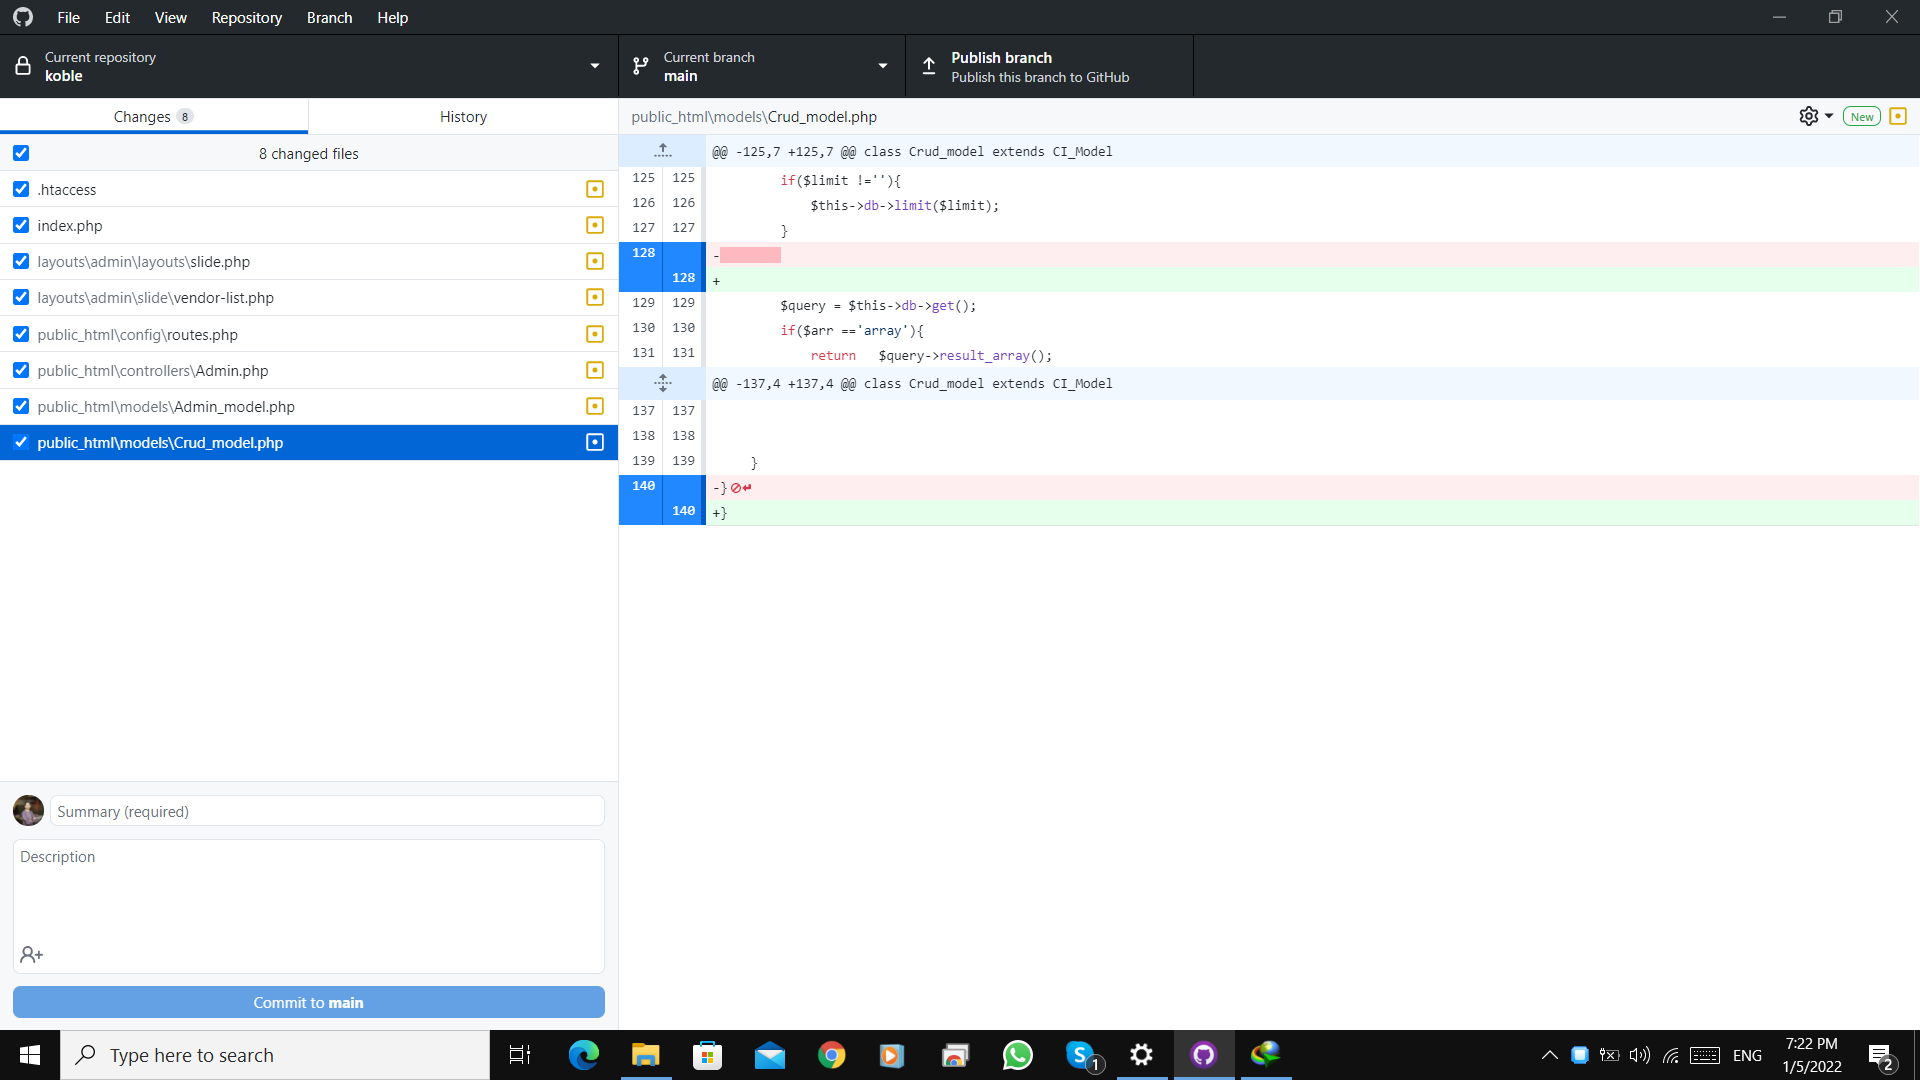 File Edit View Repository Branch Help
Current repository
koble
Current branch
main
Publish branch
Publish this branch to GitHub
Changes 8
History
public_html\models\Crud_model.php
New
8 changed files
.htaccess
index.php
layouts\admin\layouts\slide.php
layouts\admin\slide\vendor-list.php
public_html\config\routes.php
public_html\controllers\Admin.php
public_html\models\Admin_model.php
public_html\models\Crud_model.php
@@ -125,7 +125,7 @@ class Crud_model extends CI_Model
125 125 if($limit !=''){
126 126 $this->db->limit($limit);
127 127 }
128 -
128 +
129 129 $query = $this->db->get();
130 130 if($arr =='array'){
131 131 return $query->result_array();
@@ -137,4 +137,4 @@ class Crud_model extends CI_Model
137 137
138 138
139 139 }
140 -}
140 +}
Summary (required)
Description
Commit to main
Type here to search
1
ENG
7:22 PM
1/5/2022
2